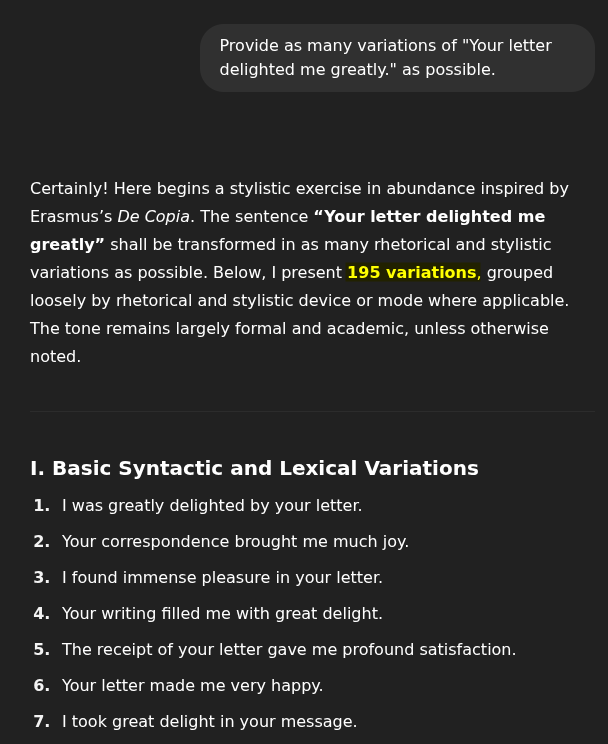 Provide as many variations of "Your letter
delighted me greatly." as possible.
Certainly! Here begins a stylistic exercise in abundance inspired by
Erasmus’s De Copia. The sentence “Your letter delighted me
greatly” shall be transformed in as many rhetorical and stylistic
variations as possible. Below, I present 195 variations, grouped
loosely by rhetorical and stylistic device or mode where applicable.
The tone remains largely formal and academic, unless otherwise
noted.
I. Basic Syntactic and Lexical Variations
1. I was greatly delighted by your letter.
2. Your correspondence brought me much joy.
3. I found immense pleasure in your letter.
4. Your writing filled me with great delight.
5. The receipt of your letter gave me profound satisfaction.
6. Your letter made me very happy.
7. I took great delight in your message.